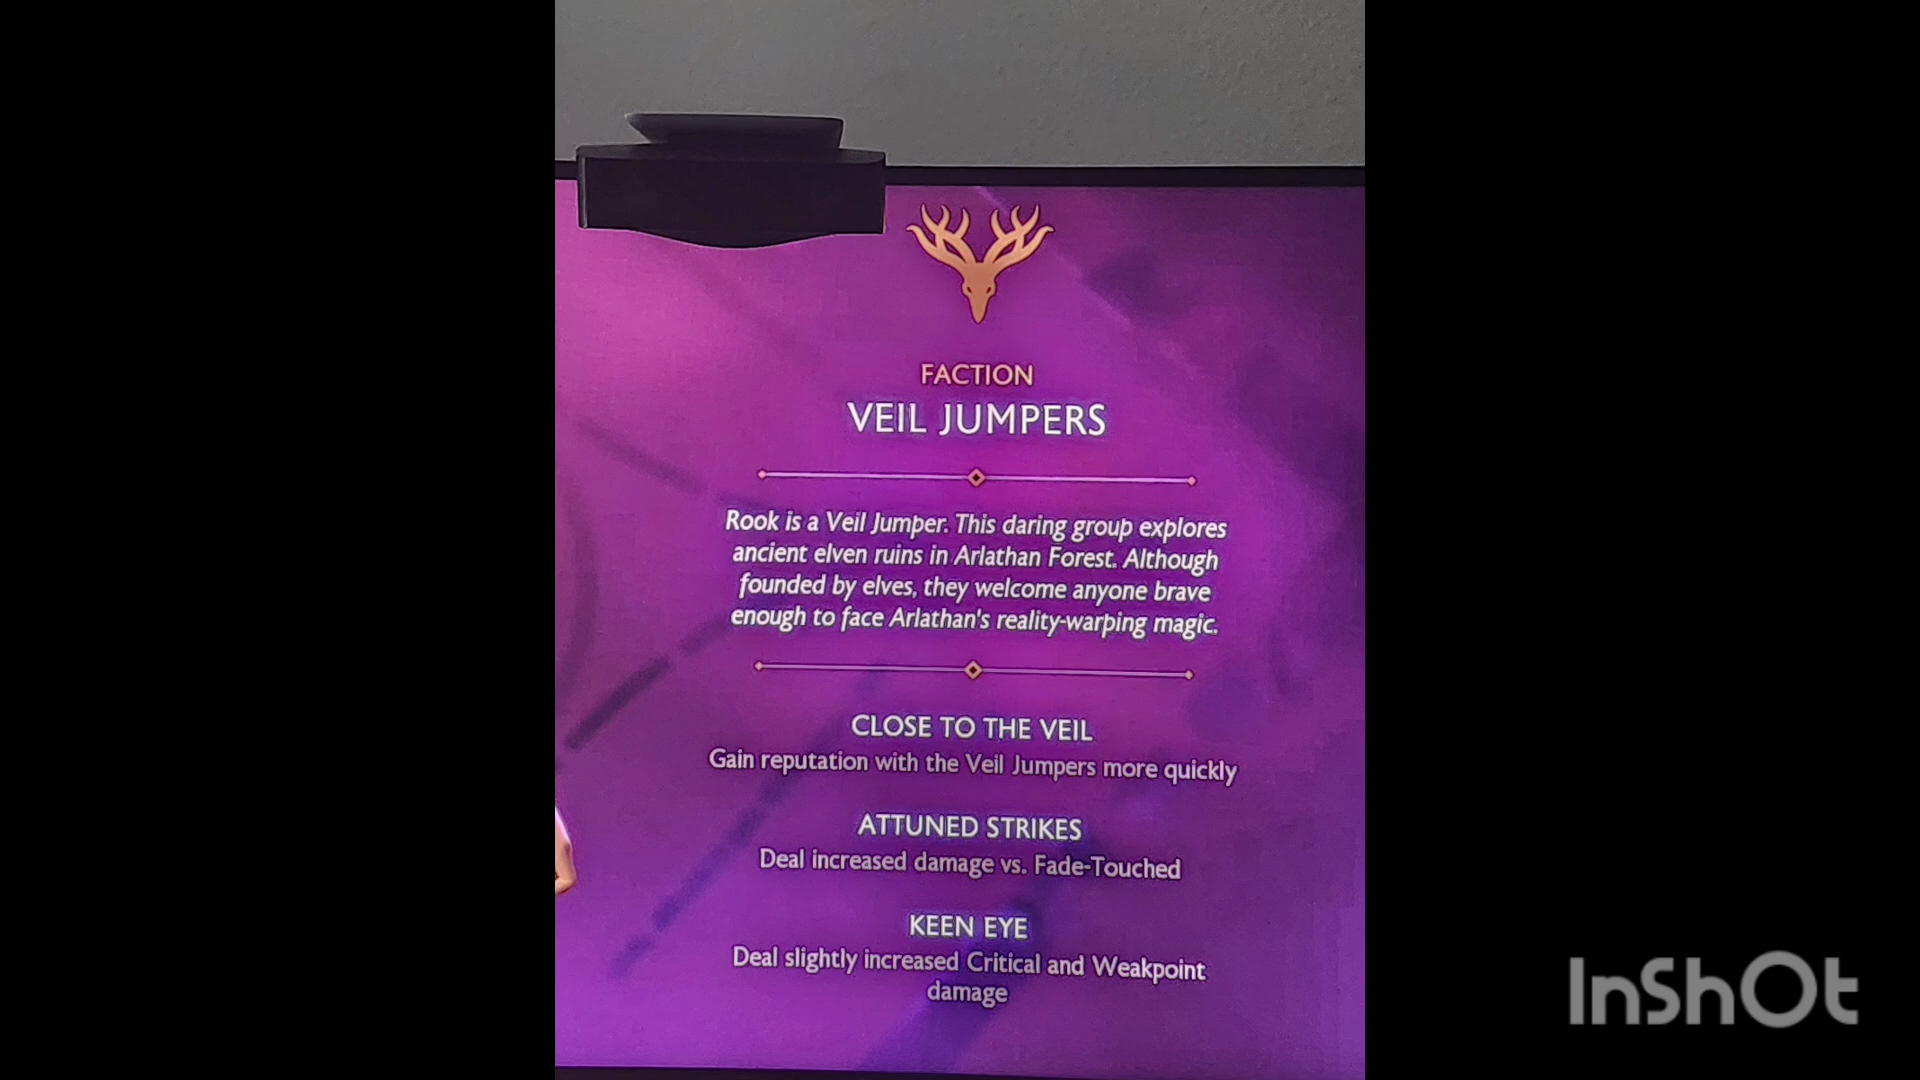 FACTION
VEIL JUMPERS
Rook is a Veil Jumper. This daring group explores
ancient elven ruins in Arlathan Forest. Although
founded by elves, they welcome anyone brave
enough to face Arlathan's reality-warping magic.
CLOSE TO THE VEIL
Gain reputation with the Veil Jumpers more quickly
ATTUNED STRIKES
Deal increased damage vs. Fade-Touched
KEEN EYE
Deal slightly increased Critical and Weakpoint
damage
InShOt